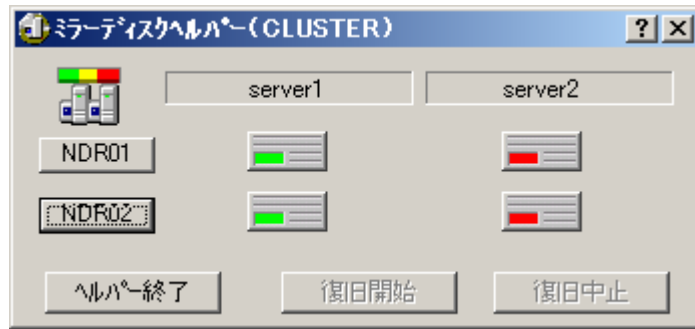 ミラーディスクヘルパー(CLUSTER)
server1 server2
NDR01
NDR02
ヘルパー終了 復旧開始 復旧中止